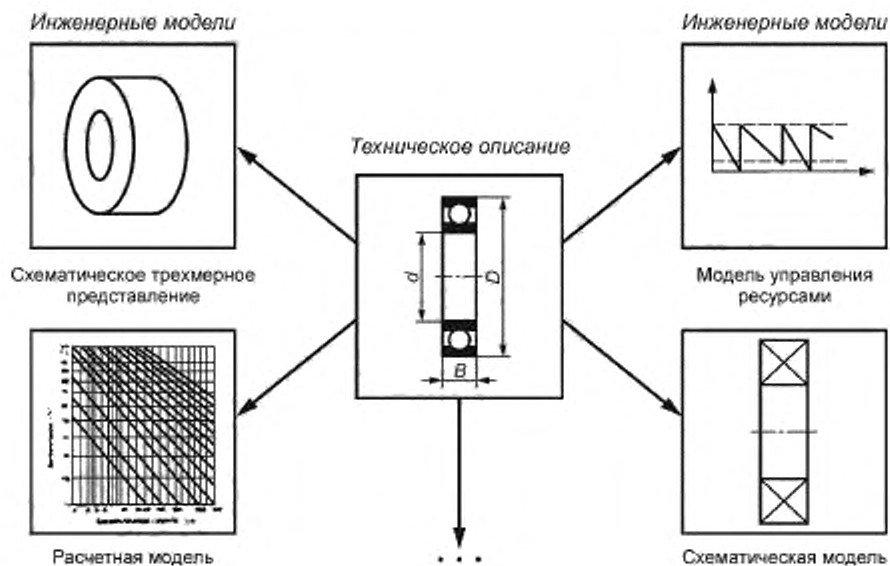 Инженерные модели
Инженерные модели
Техническое описание
d
D
B
Схематическое трехмерное
представление
Модель управления
ресурсами
Расчетная модель
. . .
Схематическая модель